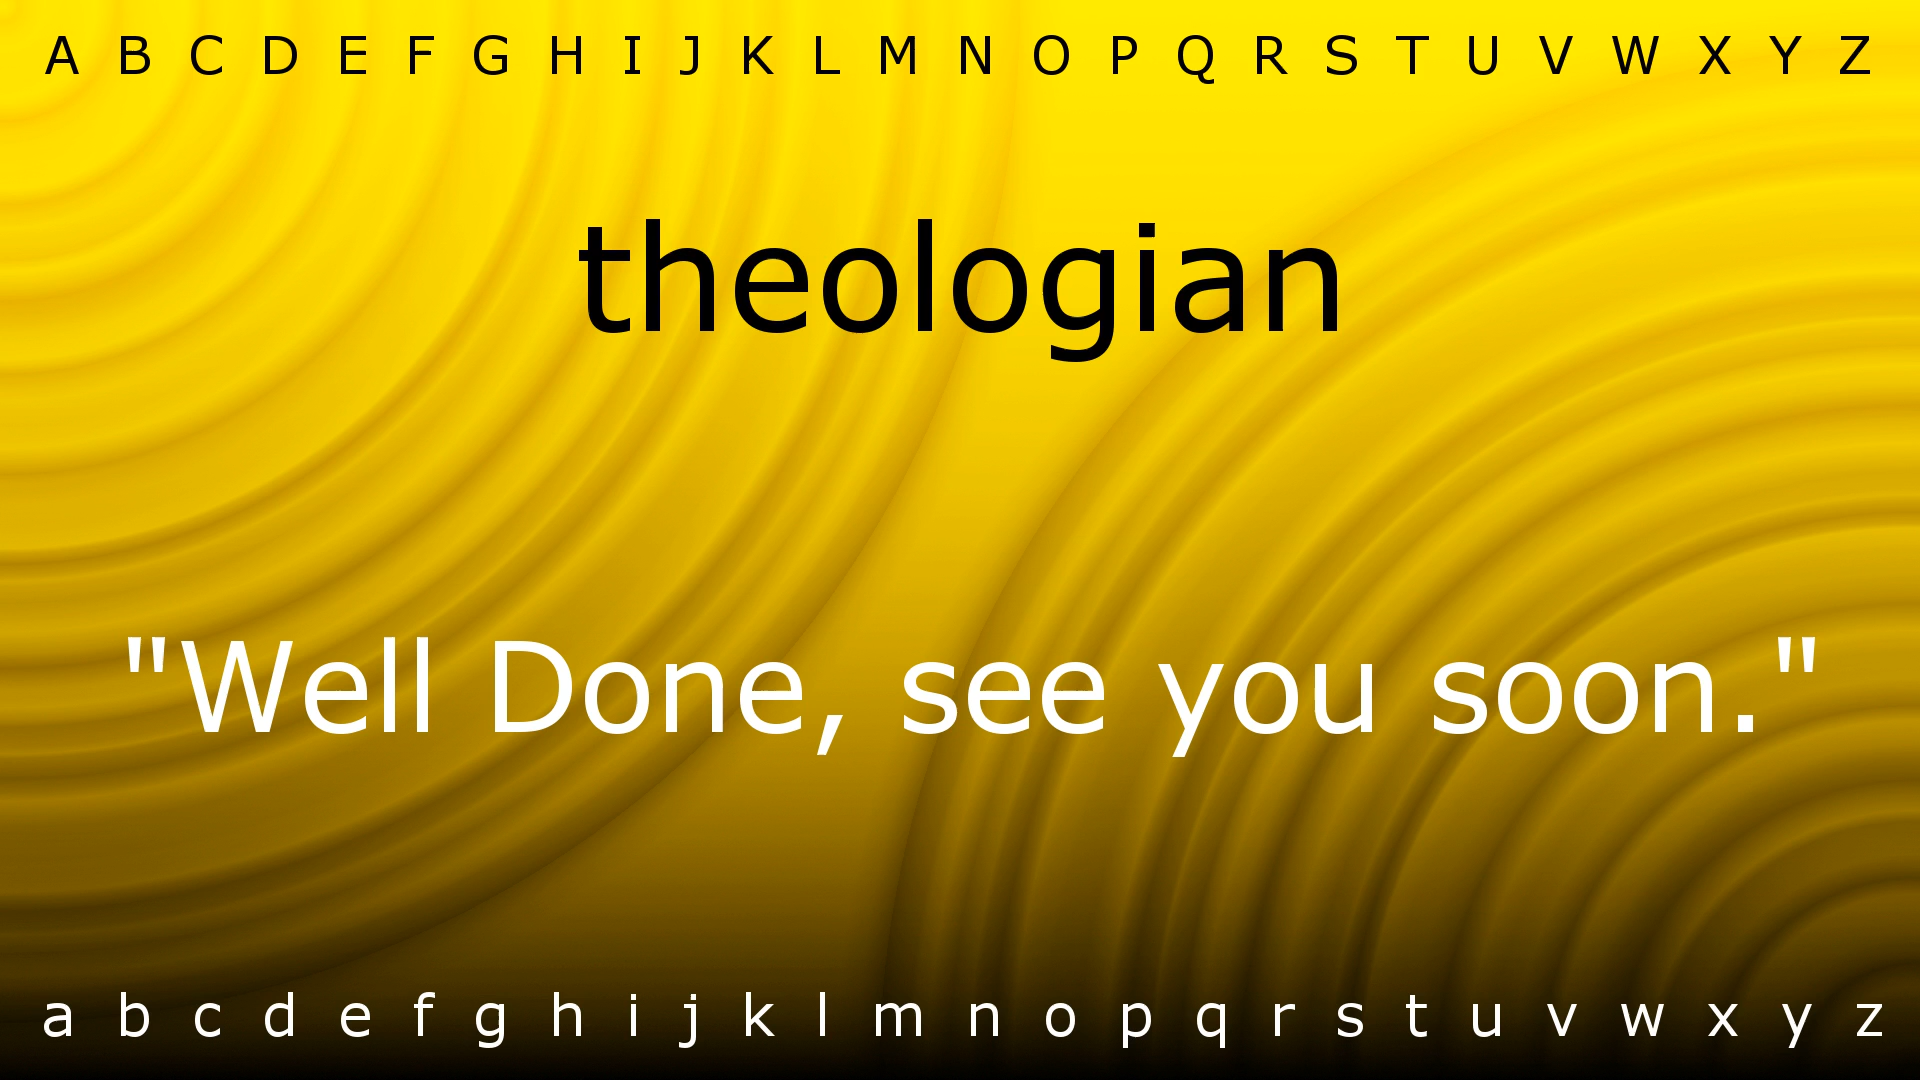 A B C D E F G H I J K L M N O P Q R S T U V W X Y Z
theologian
"Well Done, see you soon."
a b c d e f g h i j k l m n o p q r s t u v w x y z